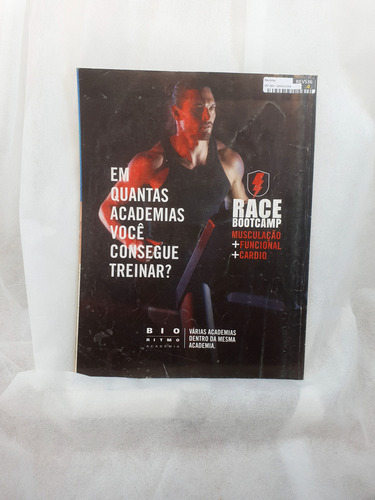 REVS16
EM
QUANTAS
ACADEMIAS
VOCÊ
CONSEGUE
TREINAR?
RACE
BOOTCAMP
MUSCULAÇÃO
+FUNCIONAL
+CARDIO
BIO
RITMO
ACADEMIA
VÁRIAS ACADEMIAS
DENTRO DA MESMA
ACADEMIA.